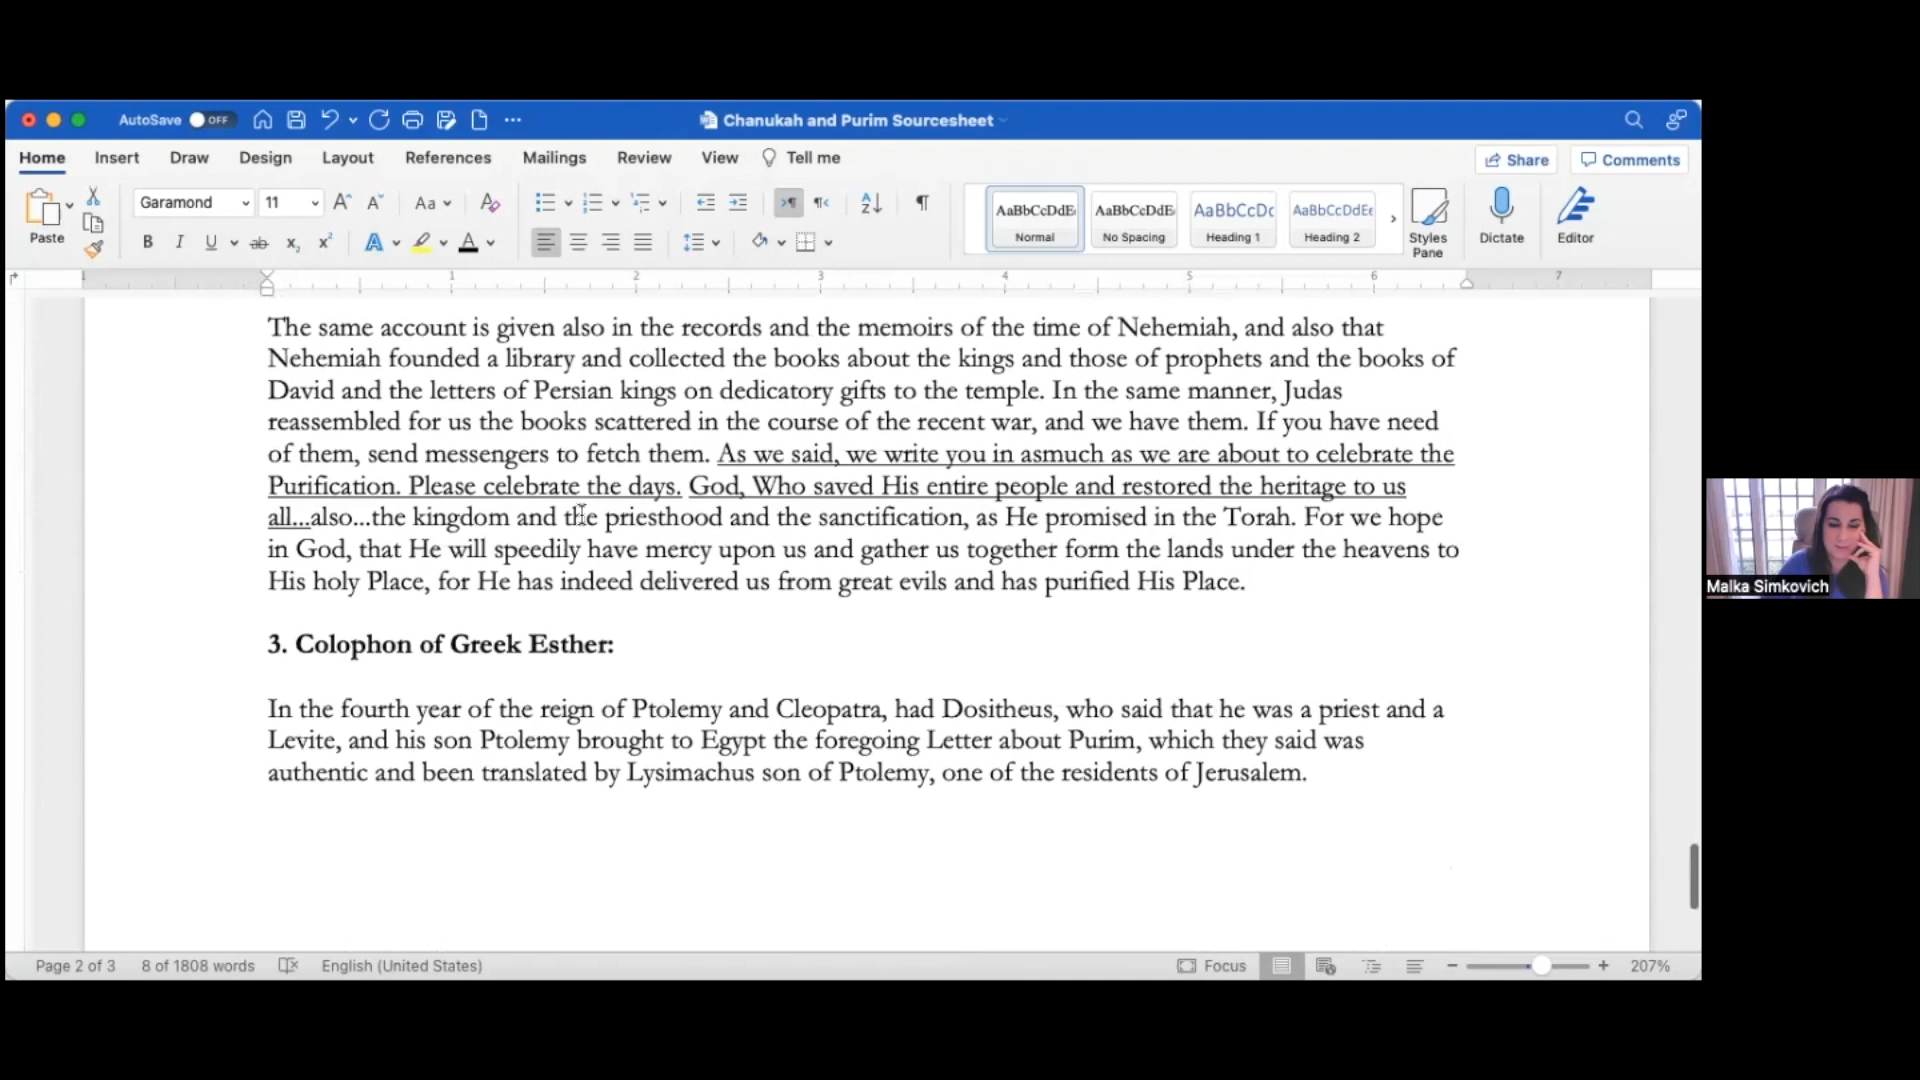 AutoSave OFF Chanukah and Purim Sourcesheet
Home Insert Draw Design Layout References Mailings Review View Tell me Share Comments
Paste Garamond 11 Aa AaBbCcDdE AaBbCcDdE AaBbCcDc AaBbCcDdEe
B I U ab x₂ x² A A Normal No Spacing Heading 1 Heading 2 Styles Pane Dictate Editor
1 2 3 4 5 6 7
The same account is given also in the records and the memoirs of the time of Nehemiah, and also that
Nehemiah founded a library and collected the books about the kings and those of prophets and the books of
David and the letters of Persian kings on dedicatory gifts to the temple. In the same manner, Judas
reassembled for us the books scattered in the course of the recent war, and we have them. If you have need
of them, send messengers to fetch them. As we said, we write you in asmuch as we are about to celebrate the
Purification. Please celebrate the days. God, Who saved His entire people and restored the heritage to us
all...also...the kingdom and the priesthood and the sanctification, as He promised in the Torah. For we hope
in God, that He will speedily have mercy upon us and gather us together form the lands under the heavens to
His holy Place, for He has indeed delivered us from great evils and has purified His Place.
3. Colophon of Greek Esther:
In the fourth year of the reign of Ptolemy and Cleopatra, had Dositheus, who said that he was a priest and a
Levite, and his son Ptolemy brought to Egypt the foregoing Letter about Purim, which they said was
authentic and been translated by Lysimachus son of Ptolemy, one of the residents of Jerusalem.
Page 2 of 3 8 of 1808 words English (United States) Focus 207%
Malka Simkovich